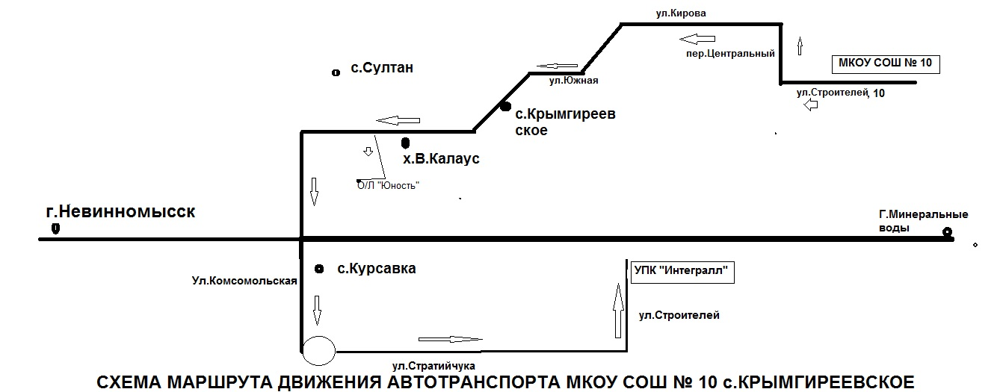 ул.Кирова
пер.Центральный
МКОУ СОШ № 10
с.Султан
ул.Южная
ул.Строителей, 10
с.Крымгиреев
ское
х.В.Калаус
О/Л "Юность"
г.Невинномысск
Г.Минеральные
воды
с.Курсавка
УПК "Интегралл"
Ул.Комсомольская
ул.Строителей
ул.Стратийчука
СХЕМА МАРШРУТА ДВИЖЕНИЯ АВТОТРАНСПОРТА МКОУ СОШ № 10 с.КРЫМГИРЕЕВСКОЕ